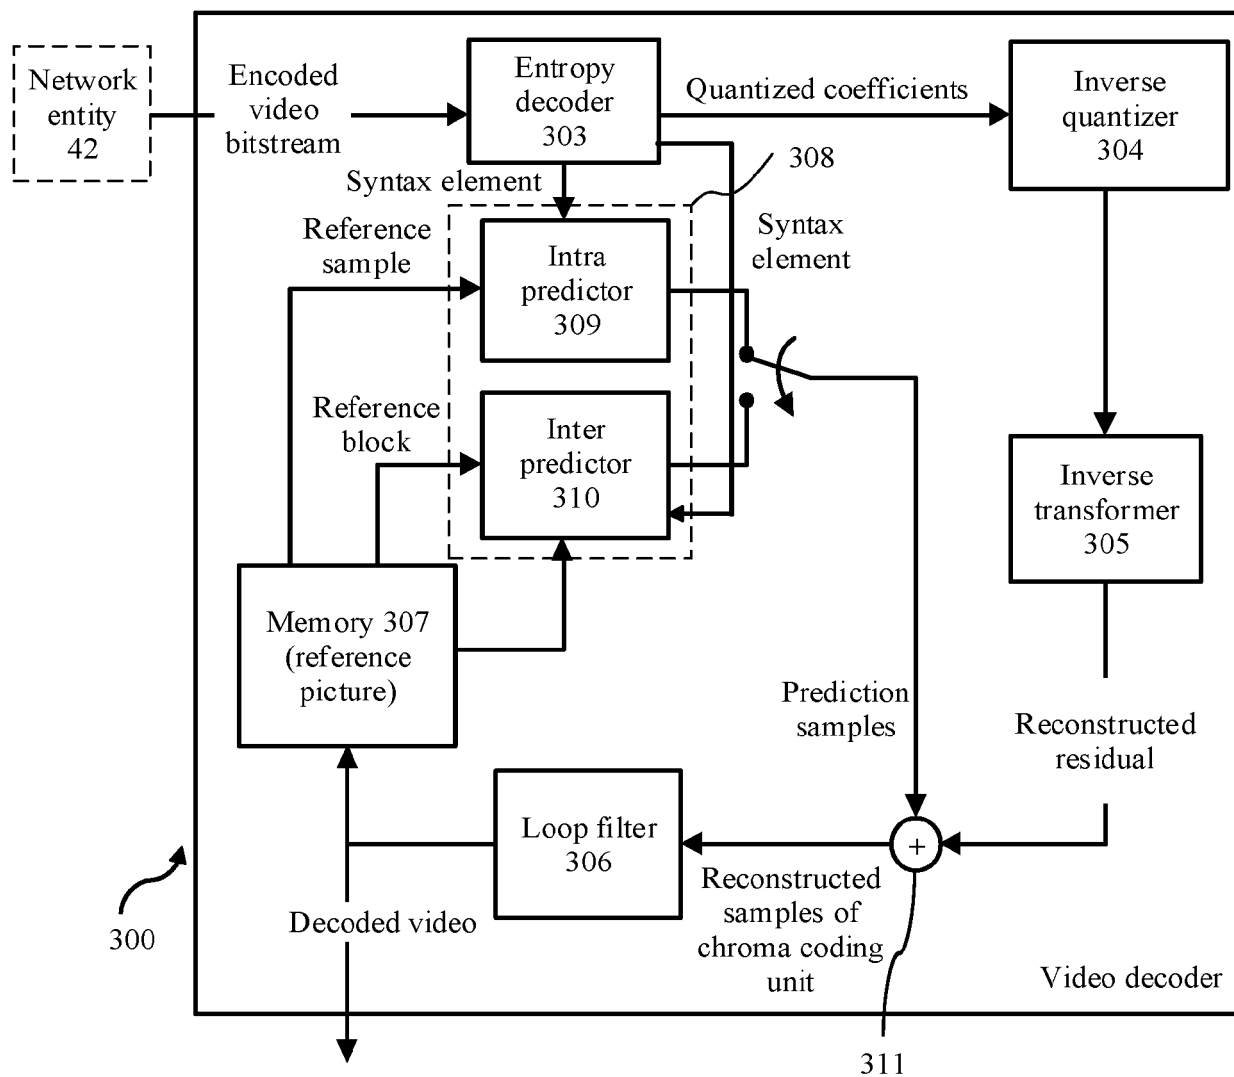 Network
entity
42
Encoded
video
bitstream
Entropy
decoder
303
Quantized coefficients
Inverse
quantizer
304
308
Syntax element
Syntax
element
Reference
sample
Intra
predictor
309
Reference
block
Inter
predictor
310
Inverse
transformer
305
Memory 307
(reference
picture)
Prediction
samples
Reconstructed
residual
Loop filter
306
+
Reconstructed
samples of
chroma coding
unit
Decoded video
300
Video decoder
311